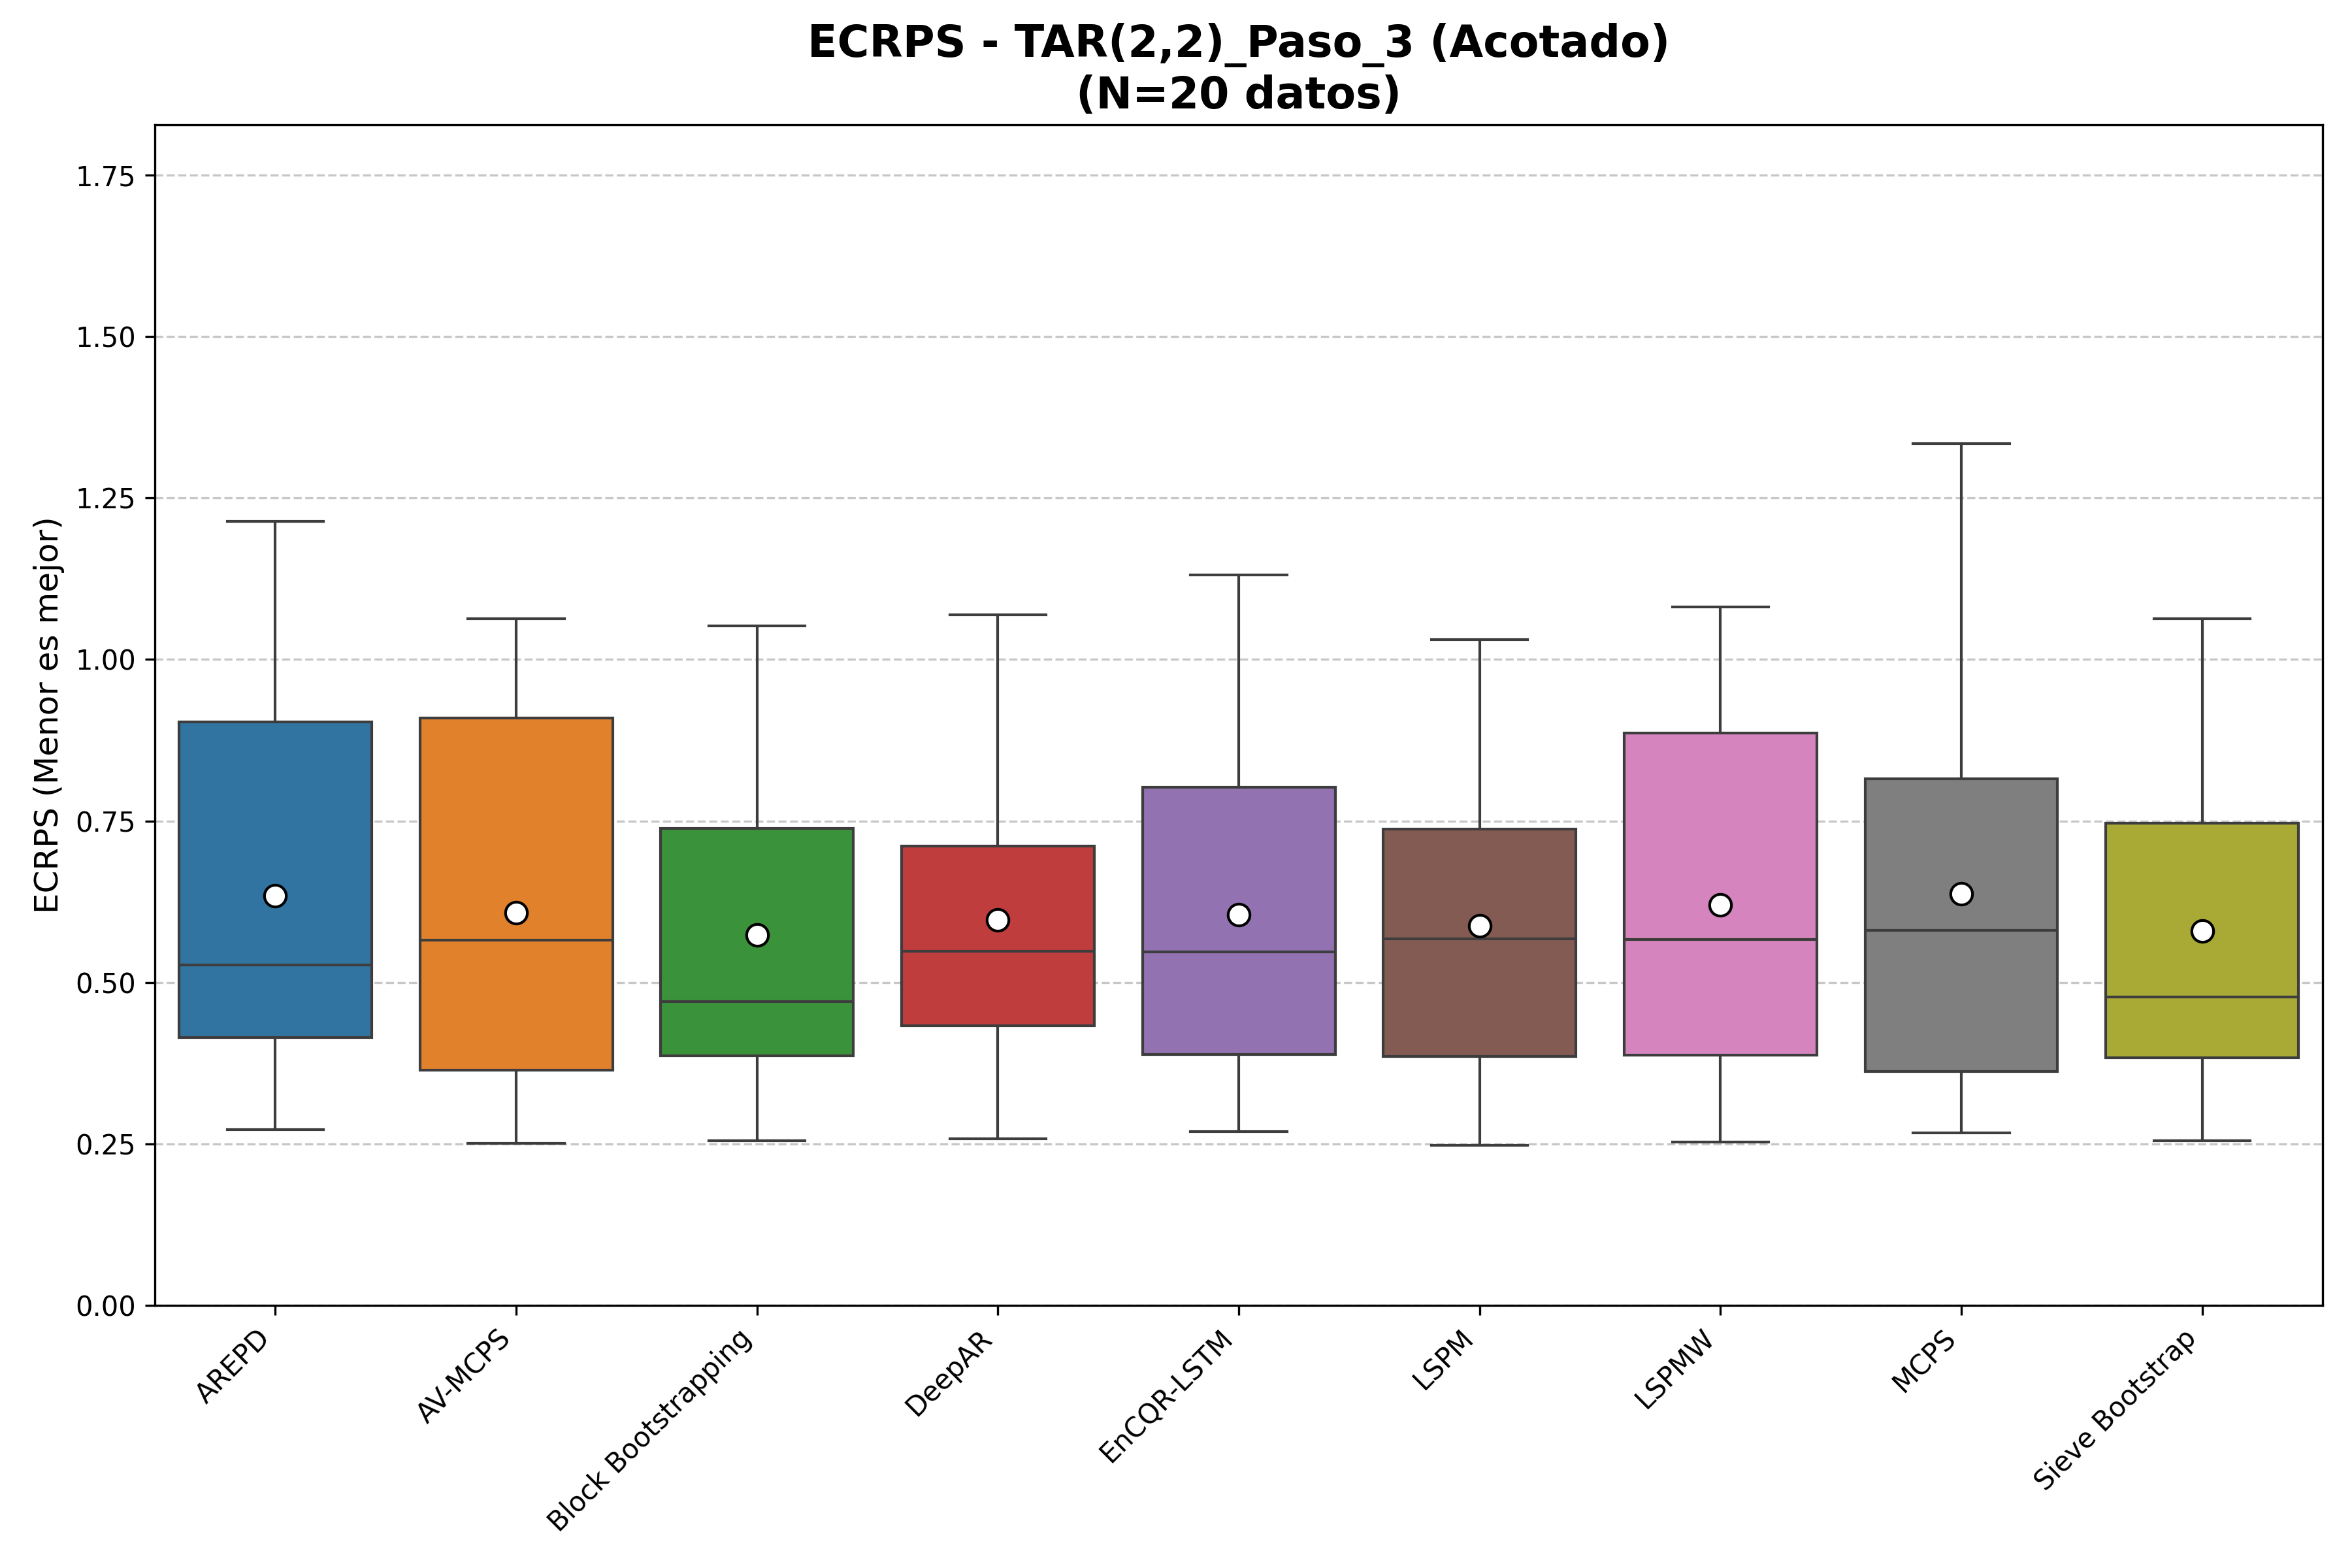 ECRPS - TAR(2,2)_Paso_3 (Acotado)
(N=20 datos)
ECRPS (Menor es mejor)
1.75
1.50
1.25
1.00
0.75
0.50
0.25
0.00
AREPD
AV-MCPS
Block Bootstrapping
DeepAR
EnCQR-LSTM
LSPM
LSPMW
MCPS
Sieve Bootstrap